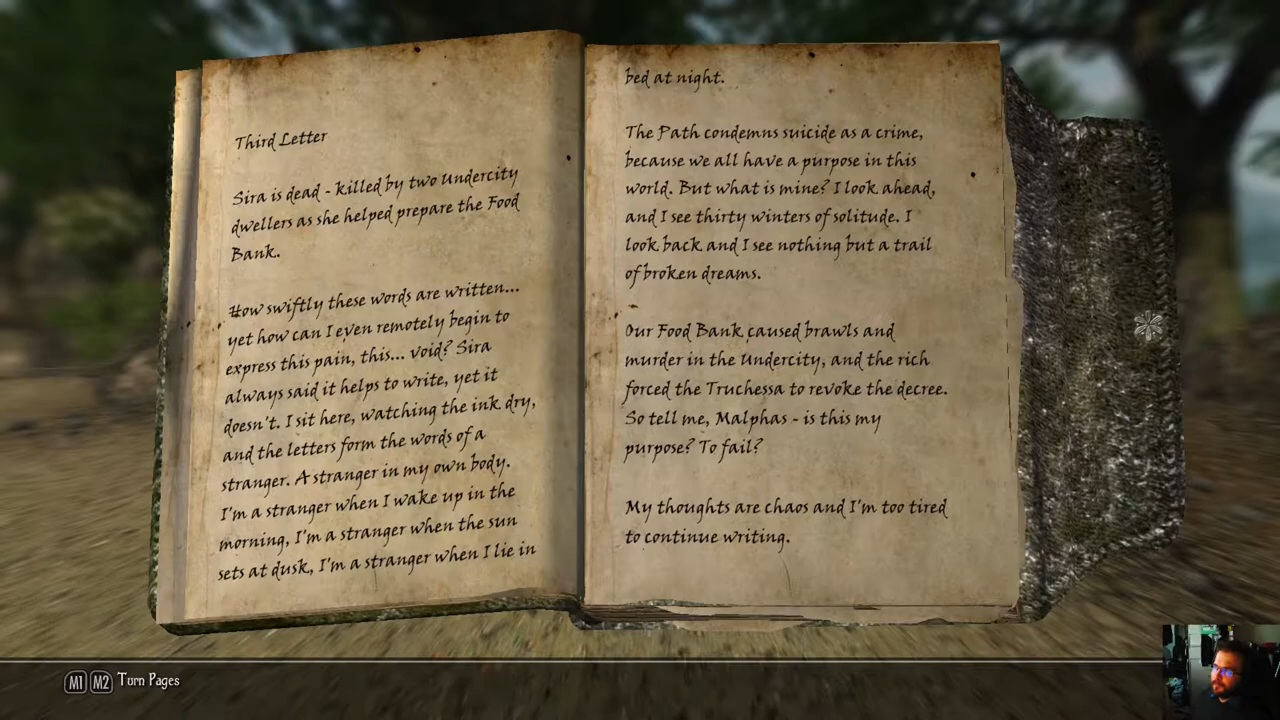 Third Letter
Sira is dead - killed by two Undercity
dwellers as she helped prepare the Food
Bank.
How swiftly these words are written...
yet how can I even remotely begin to
express this pain, this... void? Sira
always said it helps to write, yet it
doesn't. I sit here, watching the ink dry,
and the letters form the words of a
stranger. A stranger in my own body.
I'm a stranger when I wake up in the
morning, I'm a stranger when the sun
sets at dusk, I'm a stranger when I lie in
bed at night.
The Path condemns suicide as a crime,
because we all have a purpose in this
world. But what is mine? I look ahead,
and I see thirty winters of solitude. I
look back and I see nothing but a trail
of broken dreams.
Our Food Bank caused brawls and
murder in the Undercity, and the rich
forced the Truchessa to revoke the decree.
So tell me, Malphas - is this my
purpose? To fail?
My thoughts are chaos and I'm too tired
to continue writing.
M1 M2 Turn Pages